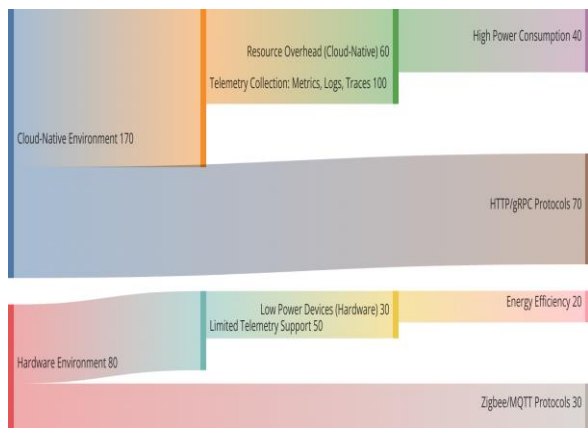 High Power Consumption 40
Resource Overhead (Cloud-Native) 60
Telemetry Collection: Metrics, Logs, Traces 100
Cloud-Native Environment 170
HTTP/gRPC Protocols 70
Energy Efficiency 20
Low Power Devices (Hardware) 30
Limited Telemetry Support 50
Hardware Environment 80
Zigbee/MQTT Protocols 30